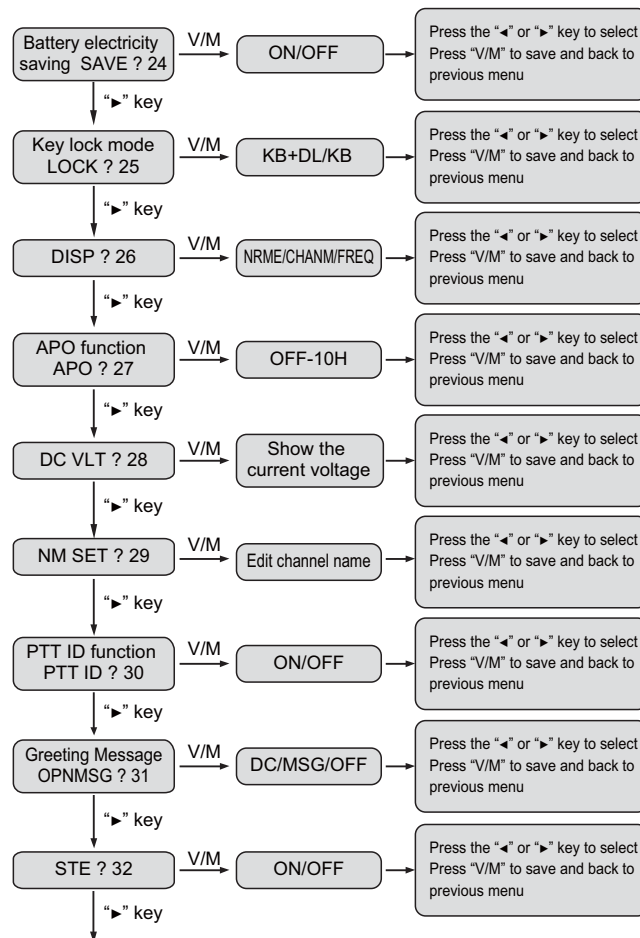 Battery electricity
saving SAVE ? 24
V/M
ON/OFF
Press the "◄" or "►" key to select
Press "V/M" to save and back to
previous menu
"►" key
Key lock mode
LOCK ? 25
V/M
KB+DL/KB
Press the "◄" or "►" key to select
Press "V/M" to save and back to
previous menu
"►" key
DISP ? 26
V/M
NRME/CHANM/FREQ
Press the "◄" or "►" key to select
Press "V/M" to save and back to
previous menu
"►" key
APO function
APO ? 27
V/M
OFF-10H
Press the "◄" or "►" key to select
Press "V/M" to save and back to
previous menu
"►" key
DC VLT ? 28
V/M
Show the
current voltage
Press the "◄" or "►" key to select
Press "V/M" to save and back to
previous menu
"►" key
NM SET ? 29
V/M
Edit channel name
Press the "◄" or "►" key to select
Press "V/M" to save and back to
previous menu
"►" key
PTT ID function
PTT ID ? 30
V/M
ON/OFF
Press the "◄" or "►" key to select
Press "V/M" to save and back to
previous menu
"►" key
Greeting Message
OPNMSG ? 31
V/M
DC/MSG/OFF
Press the "◄" or "►" key to select
Press "V/M" to save and back to
previous menu
"►" key
STE ? 32
V/M
ON/OFF
Press the "◄" or "►" key to select
Press "V/M" to save and back to
previous menu
"►" key